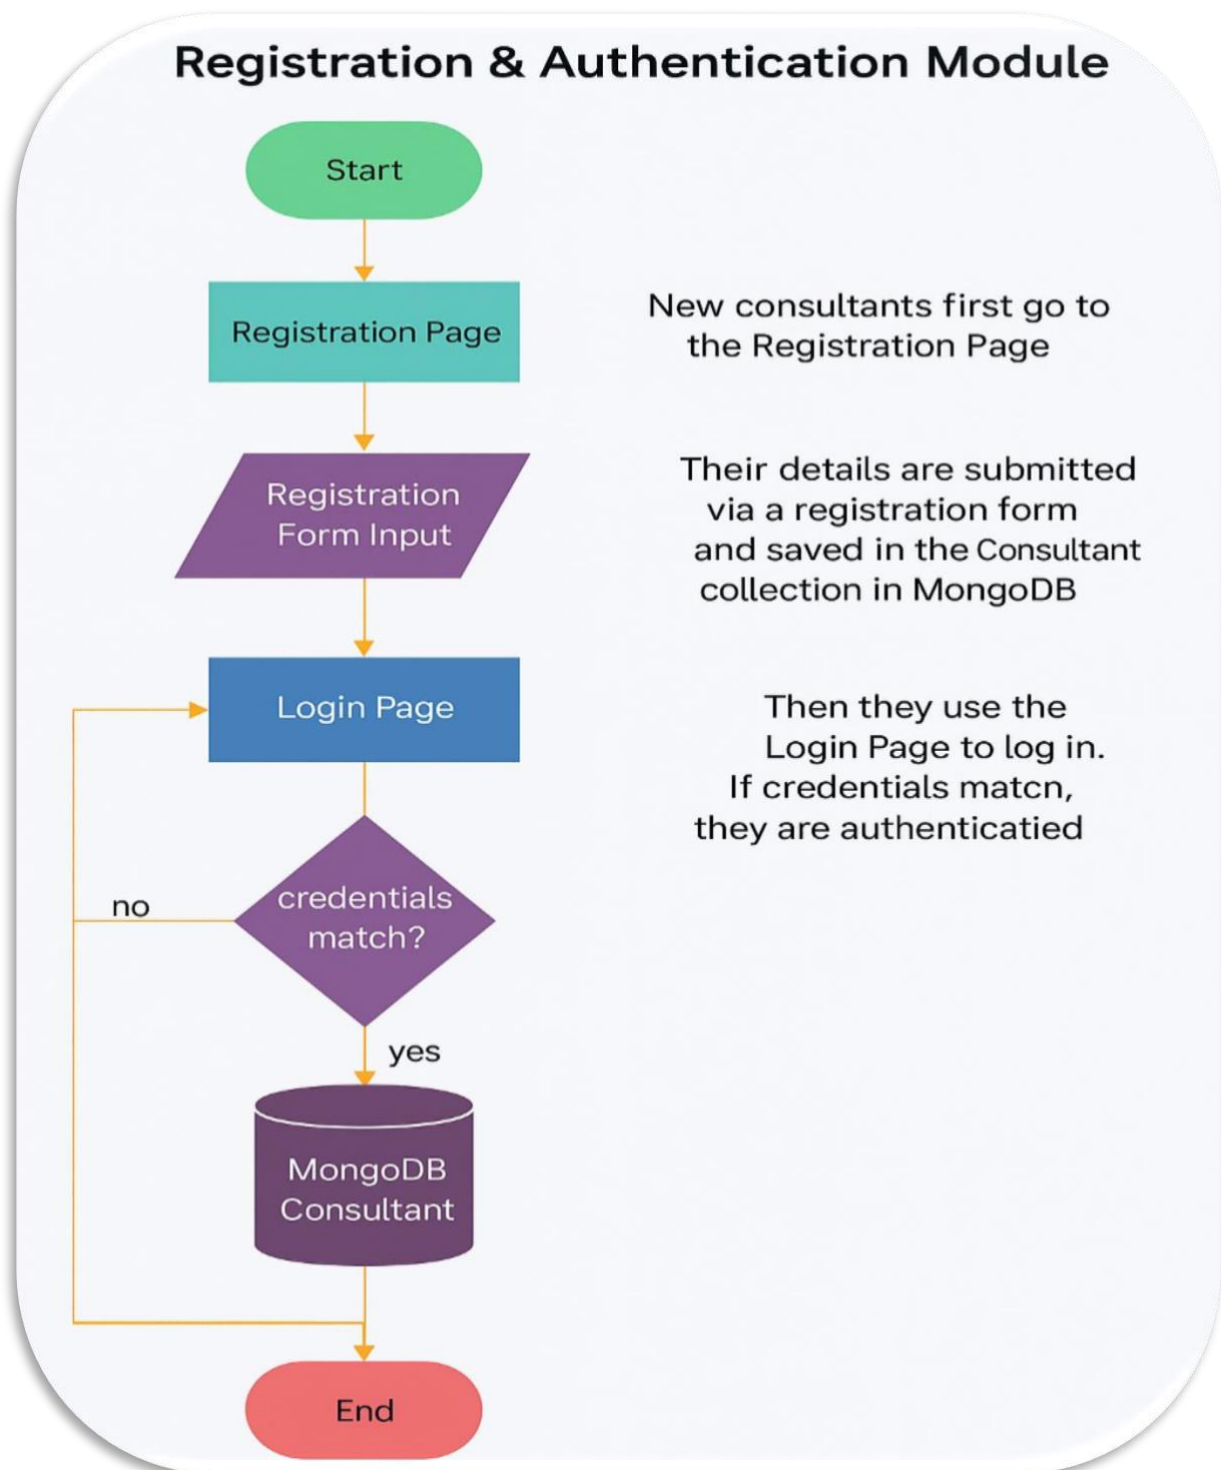 Registration & Authentication Module
Start
Registration Page
New consultants first go to
the Registration Page
Registration
Form Input
Their details are submitted
via a registration form
and saved in the Consultant
collection in MongoDB
Login Page
Then they use the
Login Page to log in.
If credentials matcn,
they are authenticatied
credentials
match?
no
yes
MongoDB
Consultant
End